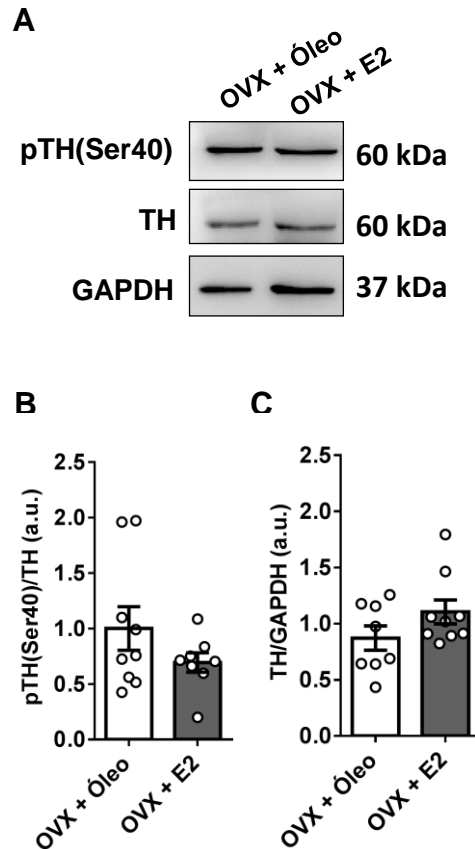 A
OVX + Óleo
OVX + E2
pTH(Ser40)
60 kDa
TH
60 kDa
GAPDH
37 kDa
B
pTH(Ser40)/TH (a.u.)
2.5
2.0
1.5
1.0
0.5
0.0
OVX + Óleo
OVX + E2
C
TH/GAPDH (a.u.)
2.5
2.0
1.5
1.0
0.5
0.0
OVX + Óleo
OVX + E2